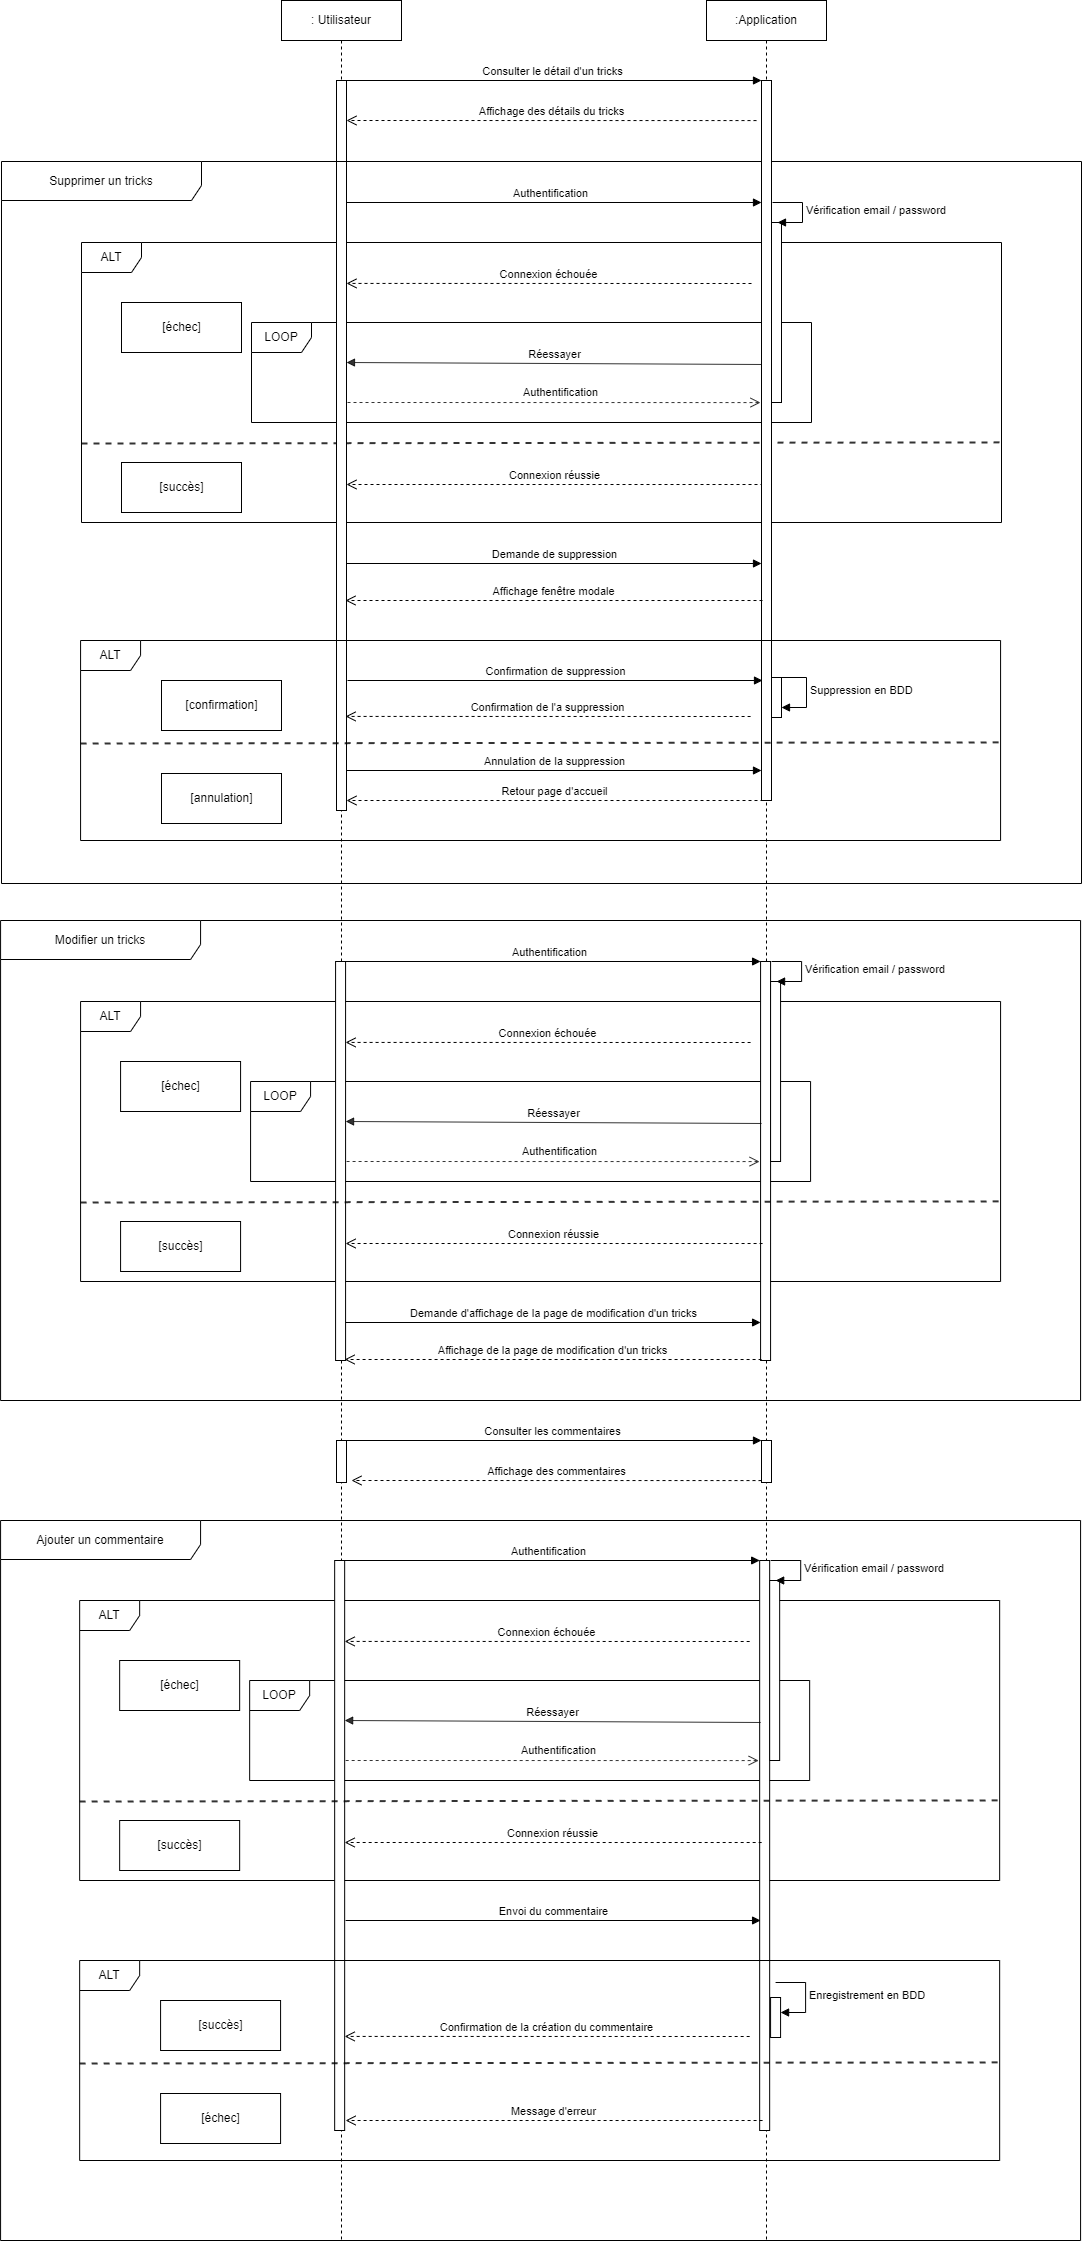 : Utilisateur
:Application
Consulter le détail d'un tricks
Affichage des détails du tricks
Supprimer un tricks
Authentification
Vérification email / password
ALT
Connexion échouée
[échec]
LOOP
Réessayer
Authentification
Connexion réussie
[succès]
Demande de suppression
Affichage fenêtre modale
ALT
Confirmation de suppression
Suppression en BDD
[confirmation]
Confirmation de l'a suppression
Annulation de la suppression
Retour page d'accueil
[annulation]
Modifier un tricks
Authentification
Vérification email / password
ALT
Connexion échouée
[échec]
LOOP
Réessayer
Authentification
Connexion réussie
[succès]
Demande d'affichage de la page de modification d'un tricks
Affichage de la page de modification d'un tricks
Consulter les commentaires
Affichage des commentaires
Ajouter un commentaire
Authentification
Vérification email / password
ALT
Connexion échouée
[échec]
LOOP
Réessayer
Authentification
Connexion réussie
[succès]
Envoi du commentaire
ALT
Enregistrement en BDD
[succès]
Confirmation de la création du commentaire
Message d'erreur
[échec]